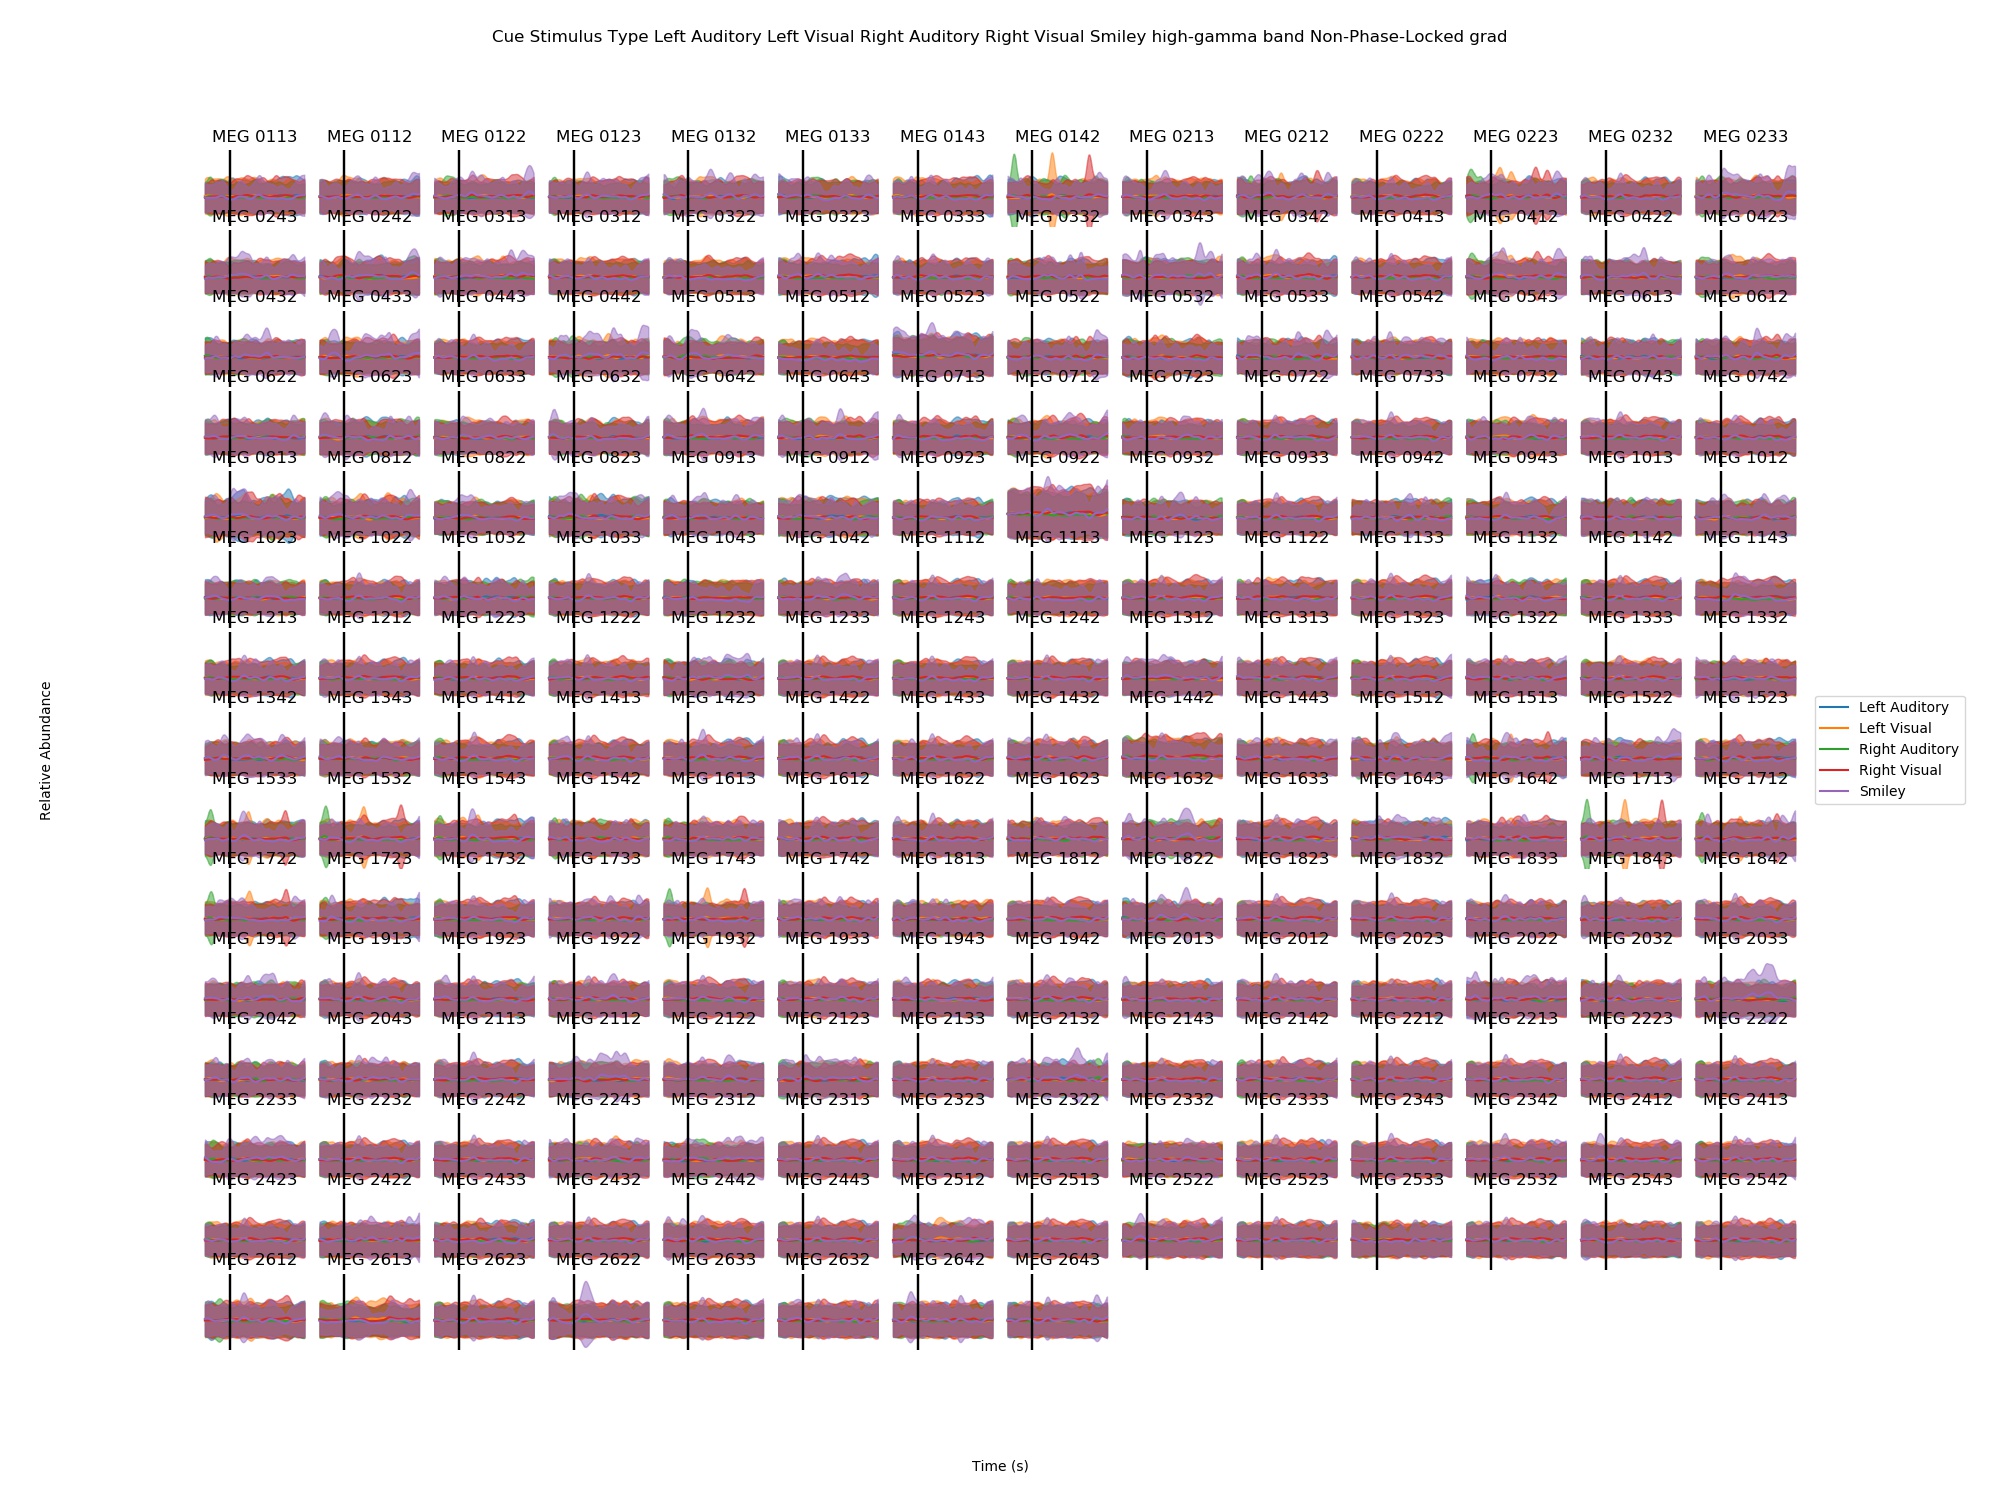 Cue Stimulus Type Left Auditory Left Visual Right Auditory Right Visual Smiley high-gamma band Non-Phase-Locked grad
MEG 0113 MEG 0112 MEG 0122 MEG 0123 MEG 0132 MEG 0133 MEG 0143 MEG 0142 MEG 0213 MEG 0212 MEG 0222 MEG 0223 MEG 0232 MEG 0233
MEG 0243 MEG 0242 MEG 0313 MEG 0312 MEG 0322 MEG 0323 MEG 0333 MEG 0332 MEG 0343 MEG 0342 MEG 0413 MEG 0412 MEG 0422 MEG 0423
MEG 0432 MEG 0433 MEG 0443 MEG 0442 MEG 0513 MEG 0512 MEG 0523 MEG 0522 MEG 0532 MEG 0533 MEG 0542 MEG 0543 MEG 0613 MEG 0612
MEG 0622 MEG 0623 MEG 0633 MEG 0632 MEG 0642 MEG 0643 MEG 0713 MEG 0712 MEG 0723 MEG 0722 MEG 0733 MEG 0732 MEG 0743 MEG 0742
MEG 0813 MEG 0812 MEG 0822 MEG 0823 MEG 0913 MEG 0912 MEG 0923 MEG 0922 MEG 0932 MEG 0933 MEG 0942 MEG 0943 MEG 1013 MEG 1012
MEG 1023 MEG 1022 MEG 1032 MEG 1033 MEG 1043 MEG 1042 MEG 1112 MEG 1113 MEG 1123 MEG 1122 MEG 1133 MEG 1132 MEG 1142 MEG 1143
MEG 1213 MEG 1212 MEG 1223 MEG 1222 MEG 1232 MEG 1233 MEG 1243 MEG 1242 MEG 1312 MEG 1313 MEG 1323 MEG 1322 MEG 1333 MEG 1332
MEG 1342 MEG 1343 MEG 1412 MEG 1413 MEG 1423 MEG 1422 MEG 1433 MEG 1432 MEG 1442 MEG 1443 MEG 1512 MEG 1513 MEG 1522 MEG 1523
MEG 1533 MEG 1532 MEG 1543 MEG 1542 MEG 1613 MEG 1612 MEG 1622 MEG 1623 MEG 1632 MEG 1633 MEG 1643 MEG 1642 MEG 1713 MEG 1712
MEG 1722 MEG 1723 MEG 1732 MEG 1733 MEG 1743 MEG 1742 MEG 1813 MEG 1812 MEG 1822 MEG 1823 MEG 1832 MEG 1833 MEG 1843 MEG 1842
MEG 1912 MEG 1913 MEG 1923 MEG 1922 MEG 1932 MEG 1933 MEG 1943 MEG 1942 MEG 2013 MEG 2012 MEG 2023 MEG 2022 MEG 2032 MEG 2033
MEG 2042 MEG 2043 MEG 2113 MEG 2112 MEG 2122 MEG 2123 MEG 2133 MEG 2132 MEG 2143 MEG 2142 MEG 2212 MEG 2213 MEG 2223 MEG 2222
MEG 2233 MEG 2232 MEG 2242 MEG 2243 MEG 2312 MEG 2313 MEG 2323 MEG 2322 MEG 2332 MEG 2333 MEG 2343 MEG 2342 MEG 2412 MEG 2413
MEG 2423 MEG 2422 MEG 2433 MEG 2432 MEG 2442 MEG 2443 MEG 2512 MEG 2513 MEG 2522 MEG 2523 MEG 2533 MEG 2532 MEG 2543 MEG 2542
MEG 2612 MEG 2613 MEG 2623 MEG 2622 MEG 2633 MEG 2632 MEG 2642 MEG 2643
Relative Abundance
Left Auditory
Left Visual
Right Auditory
Right Visual
Smiley
Time (s)